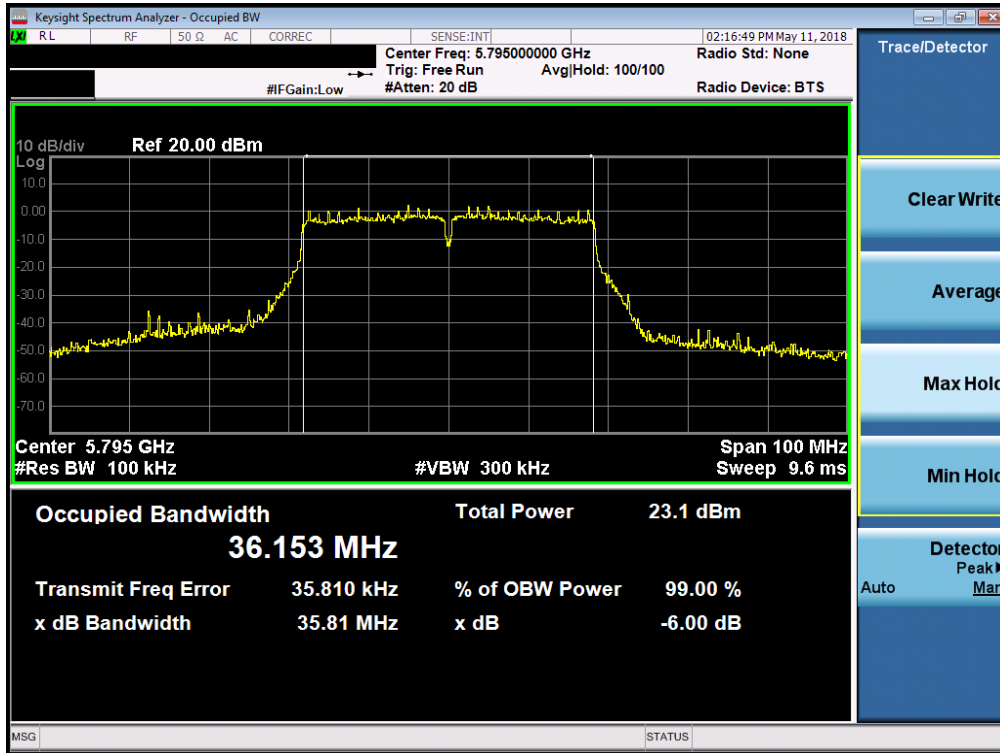 Keysight Spectrum Analyzer - Occupied BW
LXI RL RF 50 Ω AC CORREC SENSE:INT 02:16:49 PM May 11, 2018
Center Freq: 5.795000000 GHz Radio Std: None
Trig: Free Run Avg|Hold: 100/100
#IFGain:Low #Atten: 20 dB Radio Device: BTS
10 dB/div Ref 20.00 dBm
Log
10.0
0.00
-10.0
-20.0
-30.0
-40.0
-50.0
-60.0
-70.0
Center 5.795 GHz Span 100 MHz
#Res BW 100 kHz #VBW 300 kHz Sweep 9.6 ms
Occupied Bandwidth Total Power 23.1 dBm
36.153 MHz
Transmit Freq Error 35.810 kHz % of OBW Power 99.00 %
x dB Bandwidth 35.81 MHz x dB -6.00 dB
MSG STATUS
Trace/Detector
Clear Write
Average
Max Hold
Min Hold
Detector
Peak▶
Auto Man